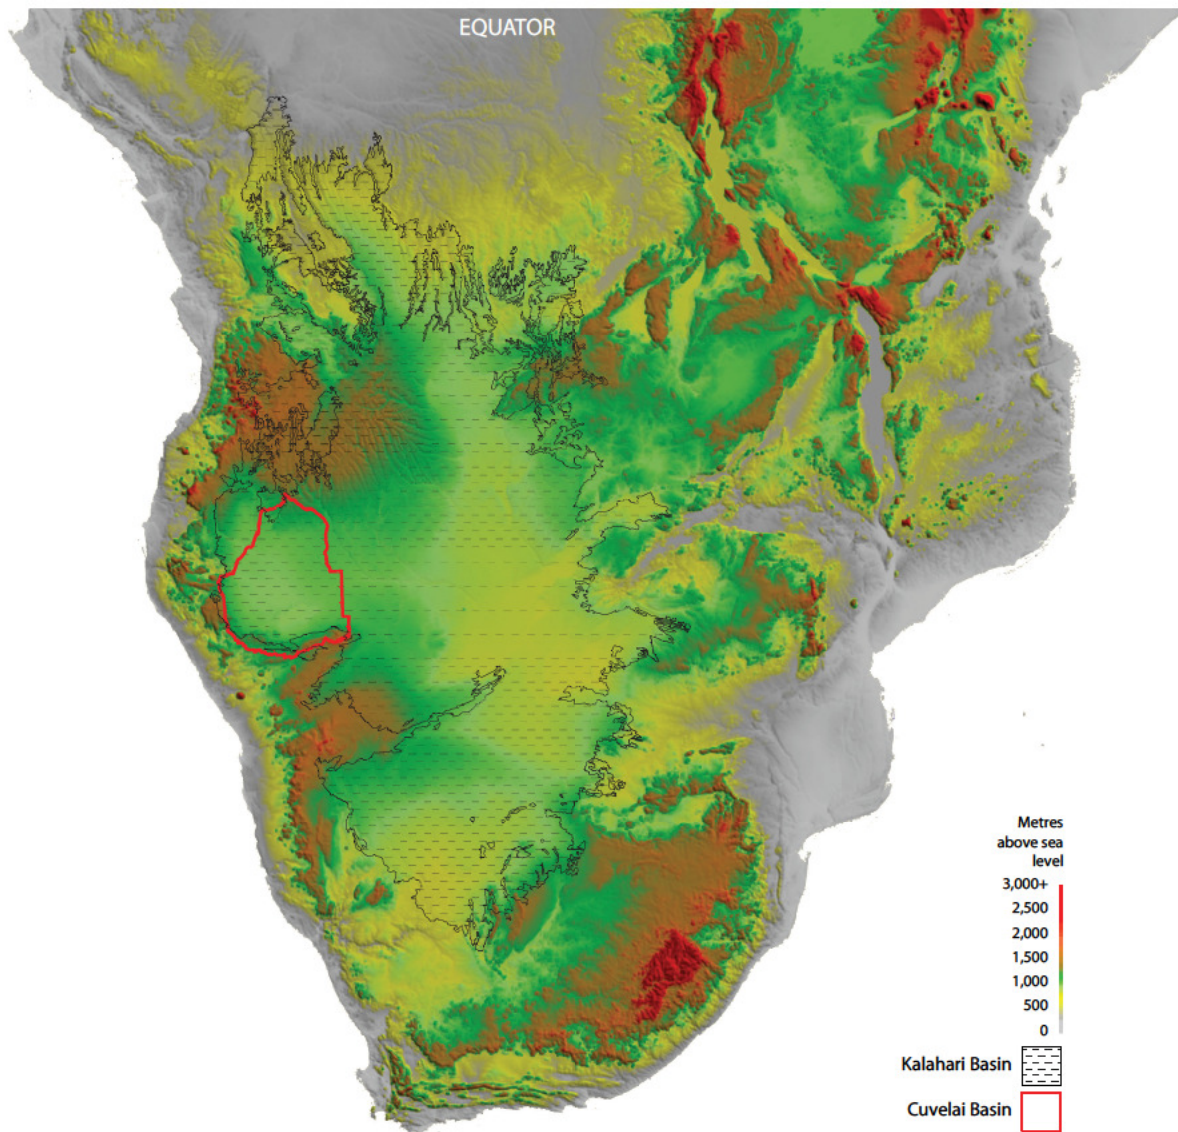 EQUATOR
Metres
above sea
level
3,000+
2,500
2,000
1,500
1,000
500
0
Kalahari Basin
Cuvelai Basin